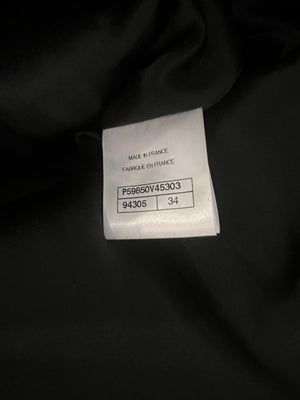 MADE IN FRANCE
FABRIQUE EN FRANCE
P59850V45303
94305 34